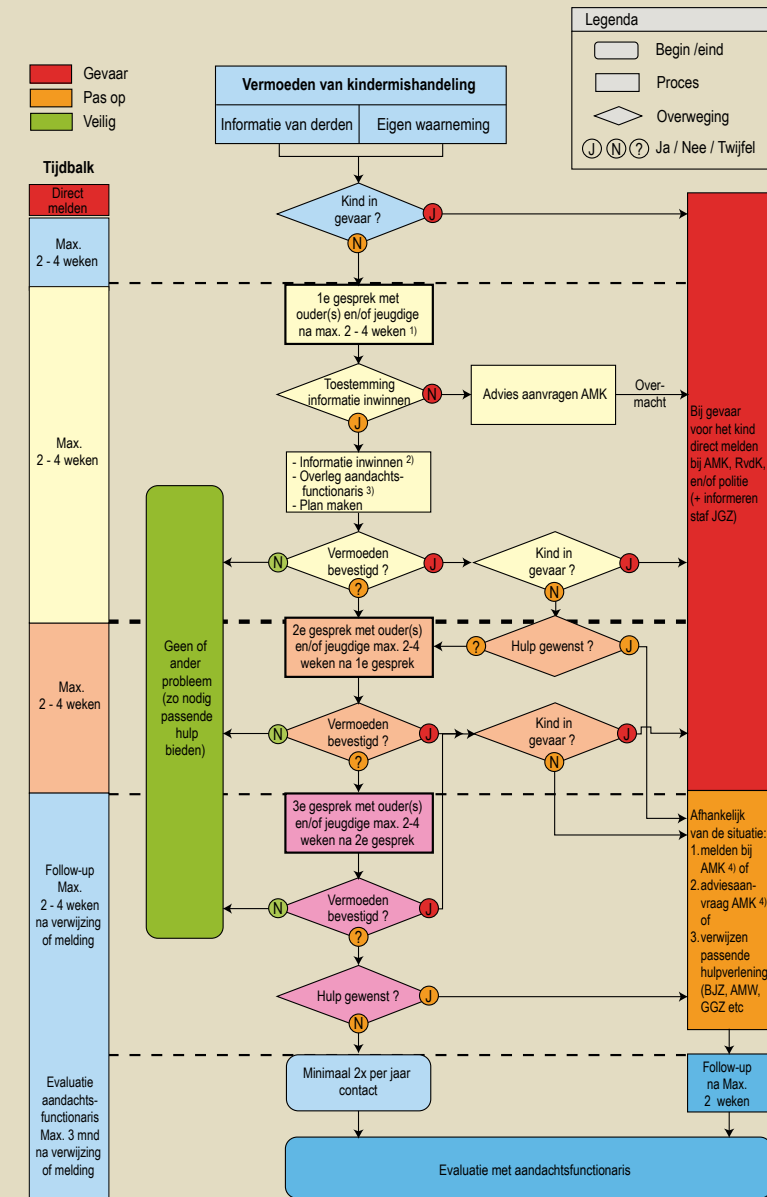 Legenda
Begin /eind
Proces
Overweging
J N ? Ja / Nee / Twijfel
Gevaar
Pas op
Veilig
Vermoeden van kindermishandeling
Informatie van derden
Eigen waarneming
Tijdbalk
Direct
melden
Max.
2 - 4 weken
Kind in
gevaar ?
J
N
1e gesprek met
ouder(s) en/of jeugdige
na max. 2 - 4 weken 1)
Max.
2 - 4 weken
Toestemming
informatie inwinnen
N
J
Advies aanvragen AMK
Over-
macht
Bij gevaar
voor het kind
direct melden
bij AMK, RvdK,
en/of politie
(+ informeren
staf JGZ)
- Informatie inwinnen 2)
- Overleg aandachts-
functionaris 3)
- Plan maken
N
Vermoeden
bevestigd ?
J
?
Kind in
gevaar ?
J
N
Geen of
ander
probleem
(zo nodig
passende
hulp
bieden)
Max.
2 - 4 weken
2e gesprek met ouder(s)
en/of jeugdige max. 2-4
weken na 1e gesprek
?
Hulp gewenst ?
J
N
Vermoeden
bevestigd ?
J
?
Kind in
gevaar ?
J
N
3e gesprek met ouder(s)
en/of jeugdige max. 2-4
weken na 2e gesprek
Afhankelijk
van de situatie:
1. melden bij
AMK 4) of
2. adviesaan-
vraag AMK 4)
of
3. verwijzen
passende
hulpverlening
(BJZ, AMW,
GGZ etc
Follow-up
Max.
2 - 4 weken
na verwijzing
of melding
N
Vermoeden
bevestigd ?
J
?
Hulp gewenst ?
J
N
Minimaal 2x per jaar
contact
Follow-up
na Max.
2 weken
Evaluatie
aandachts-
functionaris
Max. 3 mnd
na verwijzing
of melding
Evaluatie met aandachtsfunctionaris